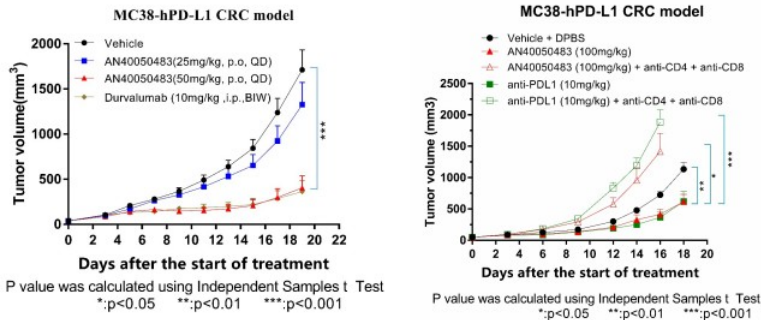 MC38-hPD-L1 CRC model
Vehicle
AN40050483(25mg/kg, p.o, QD)
AN40050483(50mg/kg, p.o, QD)
Durvalumab (10mg/kg ,i.p.,BIW)
Tumor volume(mm³)
2000
1500
1000
500
0
***
0 2 4 6 8 10 12 14 16 18 20 22
Days after the start of treatment
P value was calculated using Independent Samples t Test
*:p<0.05 **:p<0.01 ***:p<0.001
MC38-hPD-L1 CRC model
Vehicle + DPBS
AN40050483 (100mg/kg)
AN40050483 (100mg/kg) + anti-CD4 + anti-CD8
anti-PDL1 (10mg/kg)
anti-PDL1 (10mg/kg) + anti-CD4 + anti-CD8
Tumor volume (mm3)
2500
2000
1500
1000
500
0
** * ***
0 2 4 6 8 10 12 14 16 18 20
Days after the start of treatment
P value was calculated using Independent Samples t Test
*:p<0.05 **:p<0.01 ***:p<0.001